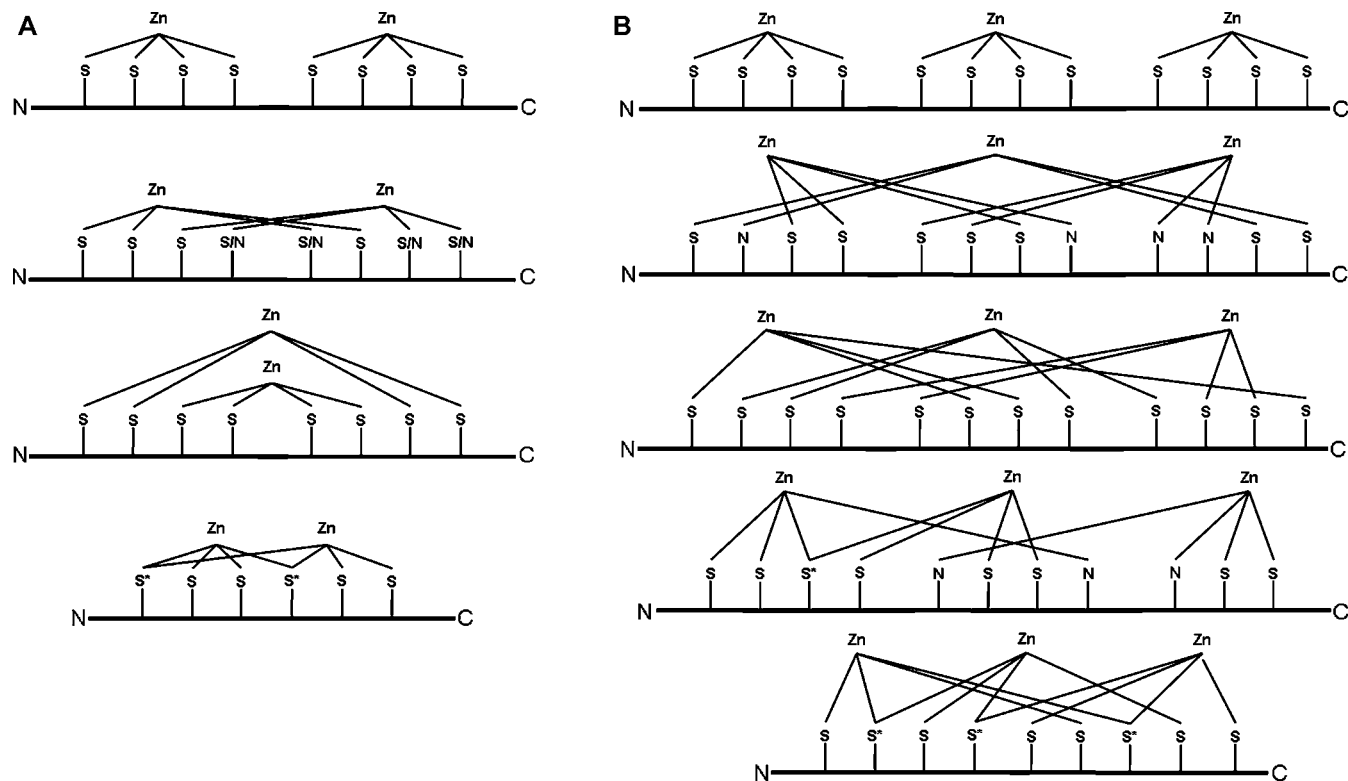 A
Zn Zn
S S S S S S S S
N C
Zn Zn
S S S S/N S/N S S/N S/N
N C
Zn
Zn
S S S S S S S S
N C
Zn Zn
S* S S S* S S
N C
B
Zn Zn Zn
S S S S S S S S S S S S
N C
Zn Zn Zn
S N S S S S S N N N S S
N C
Zn Zn Zn
S S S S S S S S S S S S
N C
Zn Zn Zn
S S S* S N S S N N S S
N C
Zn Zn Zn
S S* S S* S S S* S S
N C